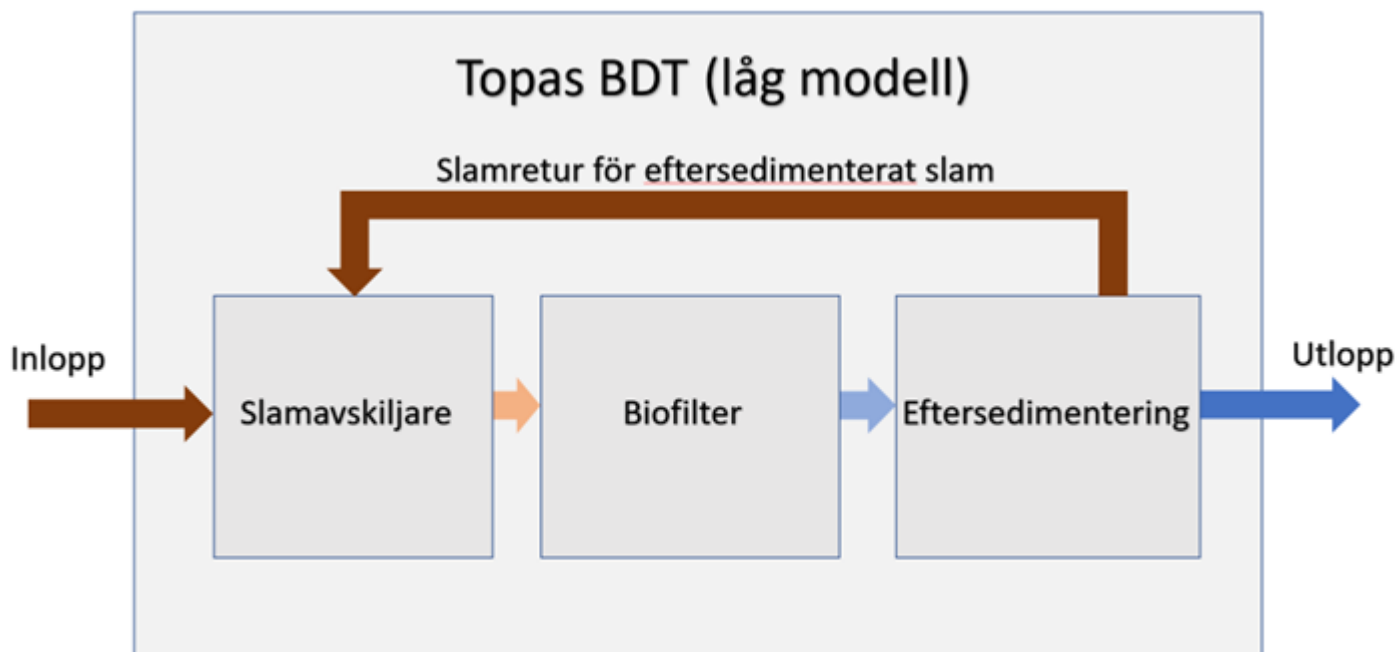 Topas BDT (låg modell)
Slamretur för eftersedimenterat slam
Inlopp
Slamavskiljare
Biofilter
Eftersedimentering
Utlopp